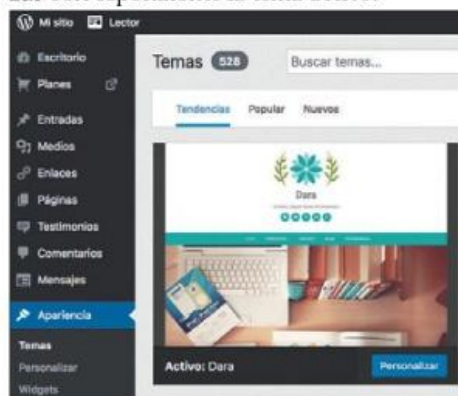 Mi sitio Lector
Escritorio
Planes
Entradas
Medios
Enlaces
Páginas
Testimonios
Comentarios
Mensajes
Apariencia
Temas
Personalizar
Widgets
Temas 528
Buscar temas...
Tendencias Popular Nuevos
Dara
Activo: Dara
Personalizar